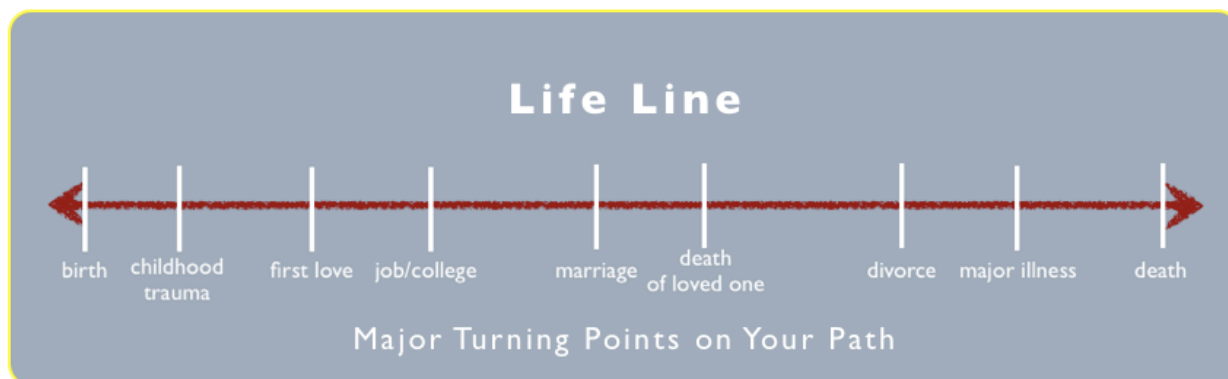 Life Line
birth
childhood
trauma
first love
job/college
marriage
death
of loved one
divorce
major illness
death
Major Turning Points on Your Path